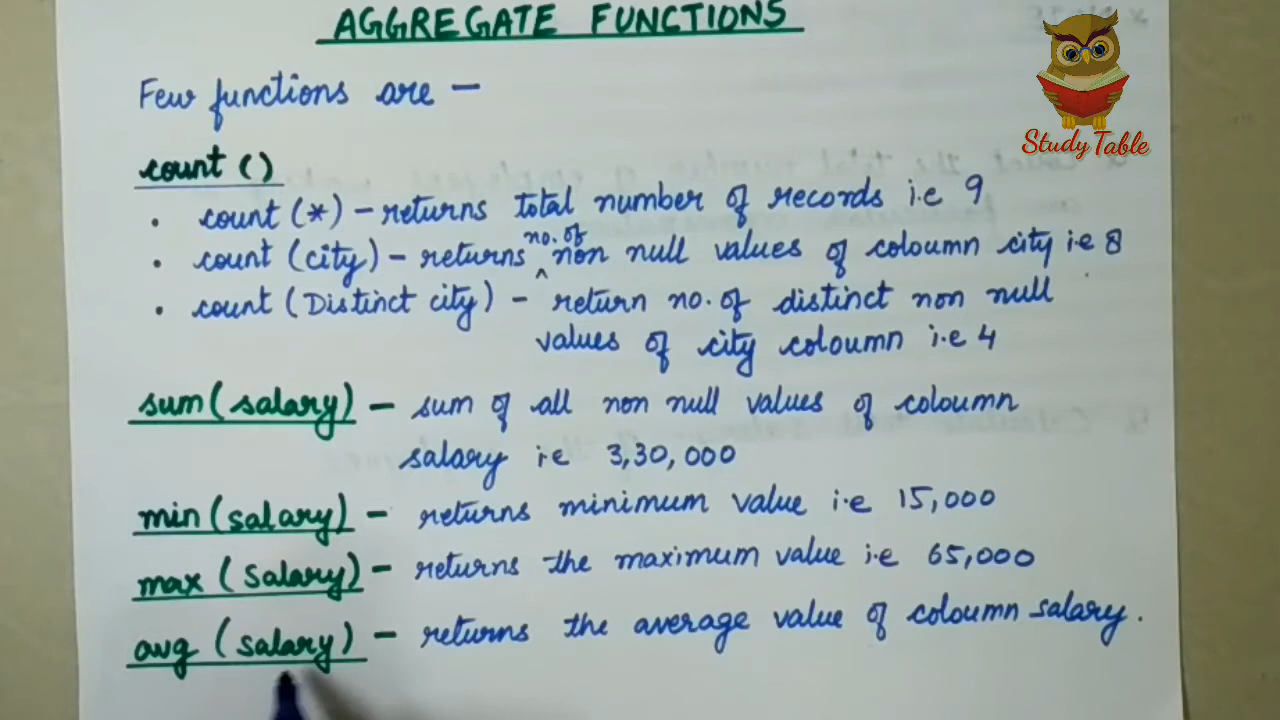 AGGREGATE FUNCTIONS
Study Table
Few functions are –
count ()
• count (*) – returns total number of records i.e 9
• count (city) – returns no. of non null values of coloumn city i.e 8
• count (Distinct city) – return no. of distinct non null
values of city coloumn i.e 4
sum (salary) – sum of all non null values of coloumn
salary i.e 3,30,000
min (salary) – returns minimum value i.e 15,000
max (salary) – returns the maximum value i.e 65,000
avg (salary) – returns the average value of coloumn salary.